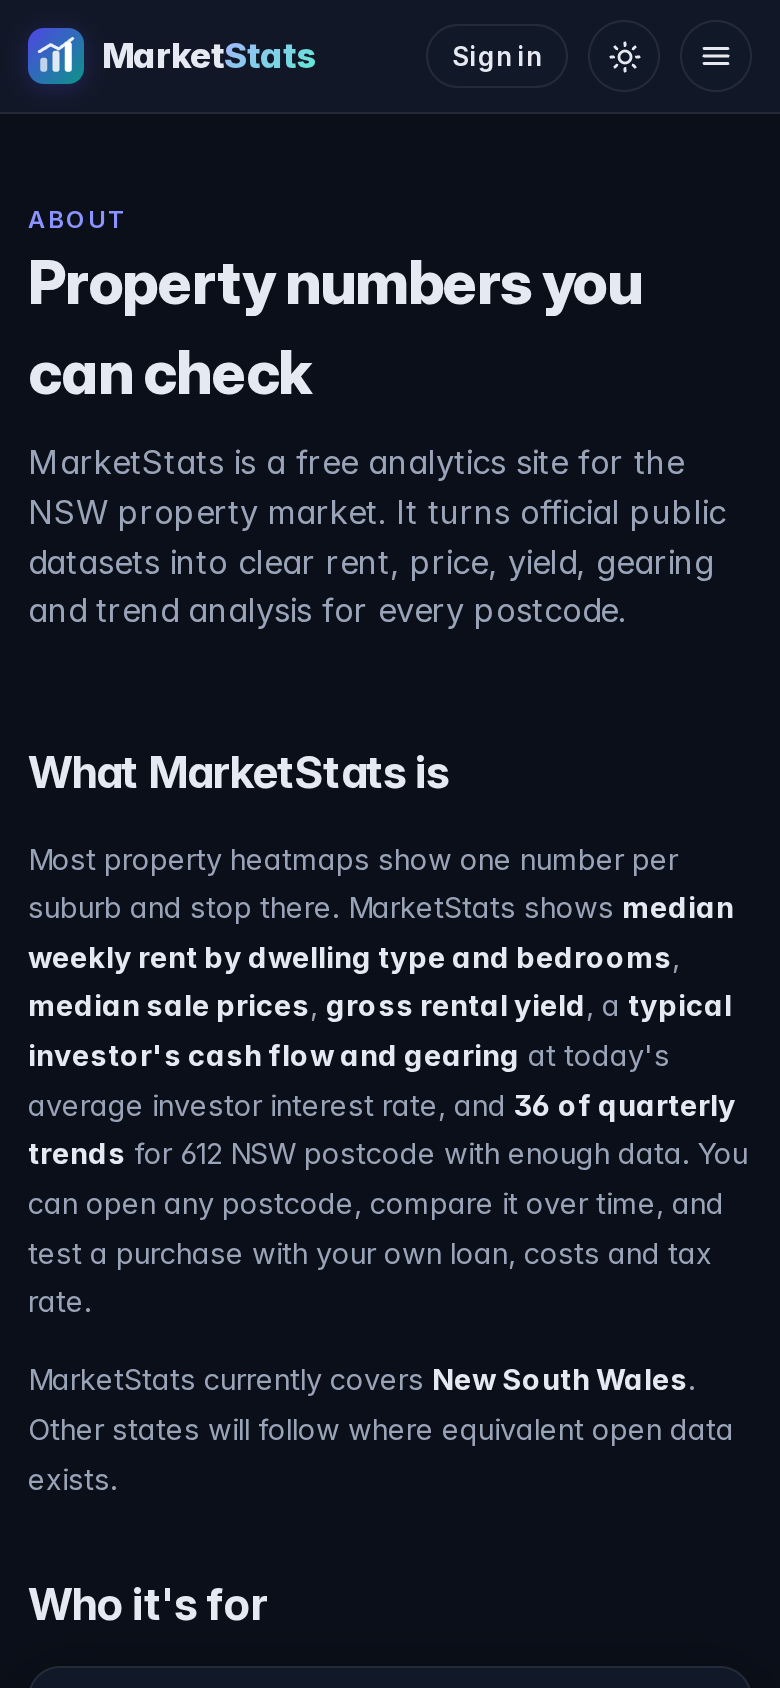 MarketStats
Sign in
ABOUT
Property numbers you
can check
MarketStats is a free analytics site for the
NSW property market. It turns official public
datasets into clear rent, price, yield, gearing
and trend analysis for every postcode.
What MarketStats is
Most property heatmaps show one number per
suburb and stop there. MarketStats shows median
weekly rent by dwelling type and bedrooms,
median sale prices, gross rental yield, a typical
investor's cash flow and gearing at today's
average investor interest rate, and 36 of quarterly
trends for 612 NSW postcode with enough data. You
can open any postcode, compare it over time, and
test a purchase with your own loan, costs and tax
rate.
MarketStats currently covers New South Wales.
Other states will follow where equivalent open data
exists.
Who it's for